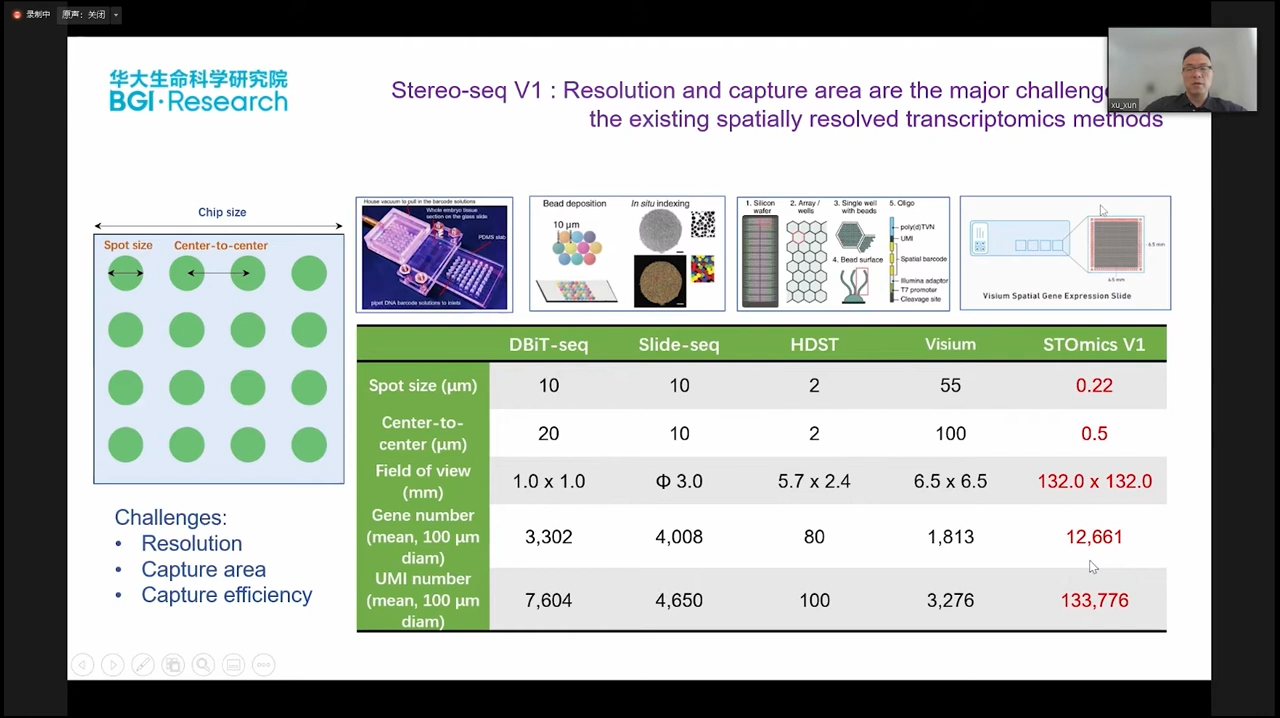 录制中 原声：关闭
华大生命科学研究院
BGI·Research
Stereo-seq V1 : Resolution and capture area are the major challenge
the existing spatially resolved transcriptomics methods
xu_xun
Chip size
Spot size Center-to-center
Challenges:
• Resolution
• Capture area
• Capture efficiency
House vacuum to pull in the barcode solutions
Whole embryo tissue
section on the glass slide
PDMS slab
pipet DNA barcode solutions to inlets
Bead deposition In situ indexing
10 µm
1. Silicon
wafer
2. Array /
wells
3. Single well
with beads
4. Bead surface
5. Oligo
poly(d)TVN
UMI
Spatial barcode
Illumina adaptor
T7 promoter
Cleavage site
6.5 mm
Visium Spatial Gene Expression Slide
DBiT-seq Slide-seq HDST Visium STOmics V1
Spot size (µm) 10 10 2 55 0.22
Center-to-
center (µm) 20 10 2 100 0.5
Field of view
(mm) 1.0 x 1.0 Φ 3.0 5.7 x 2.4 6.5 x 6.5 132.0 x 132.0
Gene number
(mean, 100 µm
diam) 3,302 4,008 80 1,813 12,661
UMI number
(mean, 100 µm
diam) 7,604 4,650 100 3,276 133,776